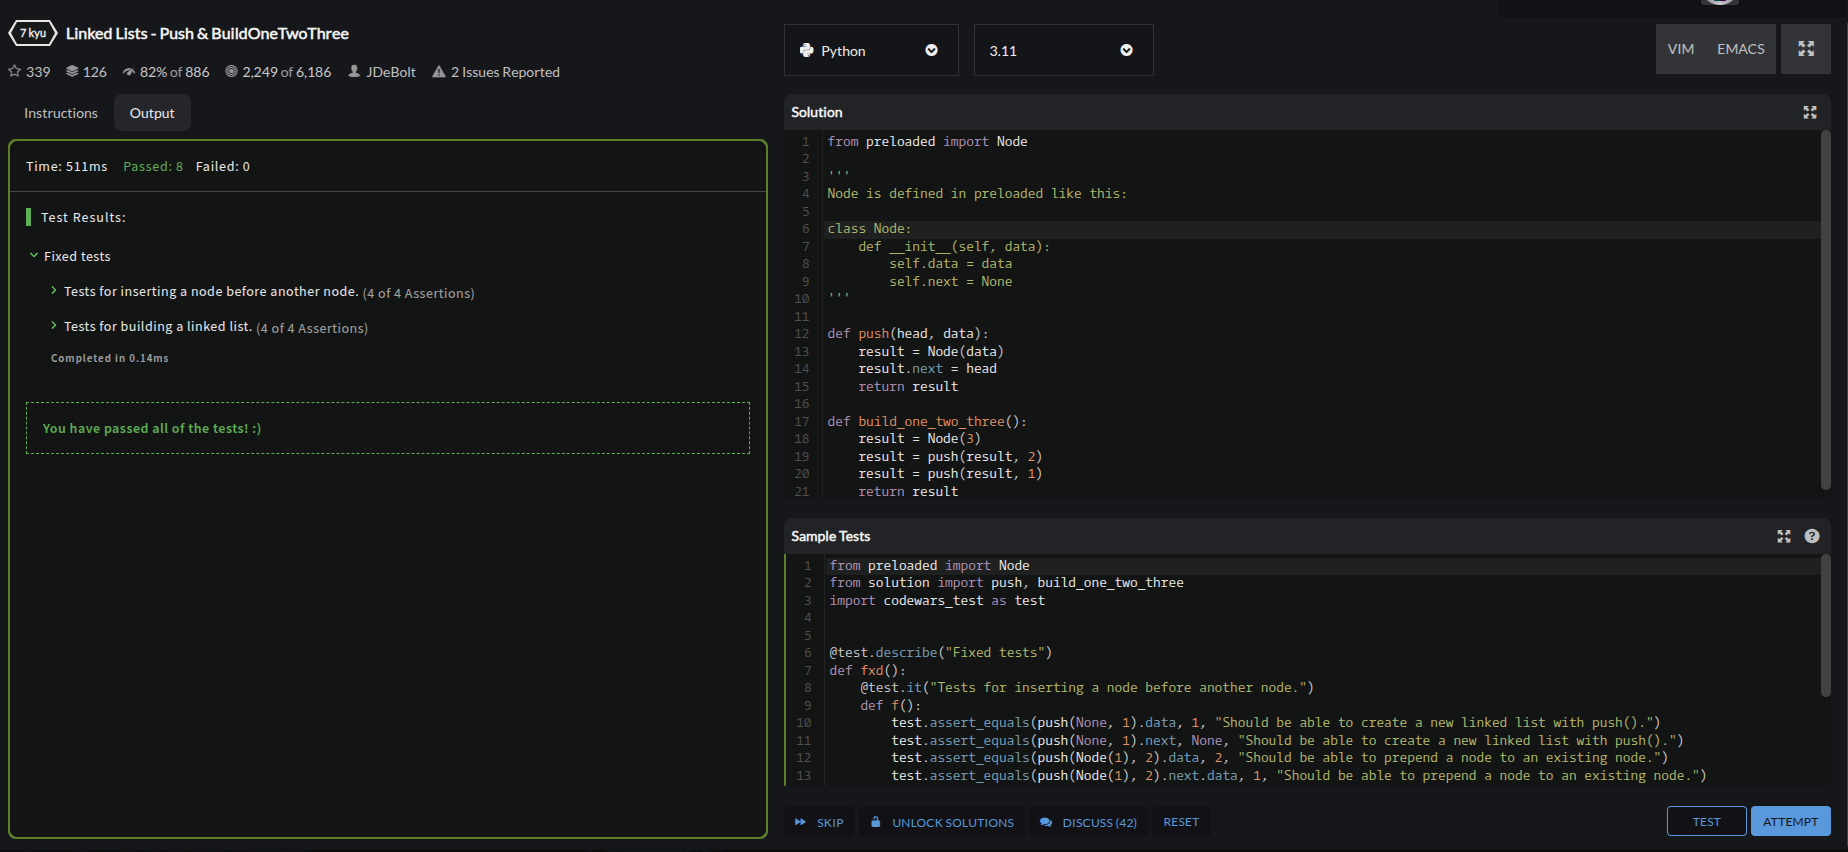 7 kyu Linked Lists - Push & BuildOneTwoThree
339 126 82% of 886 2,249 of 6,186 JDeBolt 2 Issues Reported
Instructions Output
Time: 511ms Passed: 8 Failed: 0
Test Results:
Fixed tests
Tests for inserting a node before another node. (4 of 4 Assertions)
Tests for building a linked list. (4 of 4 Assertions)
Completed in 0.14ms
You have passed all of the tests! :)
Python 3.11 VIM EMACS
Solution
1 from preloaded import Node
2
3 '''
4 Node is defined in preloaded like this:
5
6 class Node:
7     def __init__(self, data):
8         self.data = data
9         self.next = None
10 '''
11
12 def push(head, data):
13     result = Node(data)
14     result.next = head
15     return result
16
17 def build_one_two_three():
18     result = Node(3)
19     result = push(result, 2)
20     result = push(result, 1)
21     return result
Sample Tests ?
1 from preloaded import Node
2 from solution import push, build_one_two_three
3 import codewars_test as test
4
5
6 @test.describe("Fixed tests")
7 def fxd():
8     @test.it("Tests for inserting a node before another node.")
9     def f():
10         test.assert_equals(push(None, 1).data, 1, "Should be able to create a new linked list with push().")
11         test.assert_equals(push(None, 1).next, None, "Should be able to create a new linked list with push().")
12         test.assert_equals(push(Node(1), 2).data, 2, "Should be able to prepend a node to an existing node.")
13         test.assert_equals(push(Node(1), 2).next.data, 1, "Should be able to prepend a node to an existing node.")
SKIP UNLOCK SOLUTIONS DISCUSS (42) RESET TEST ATTEMPT